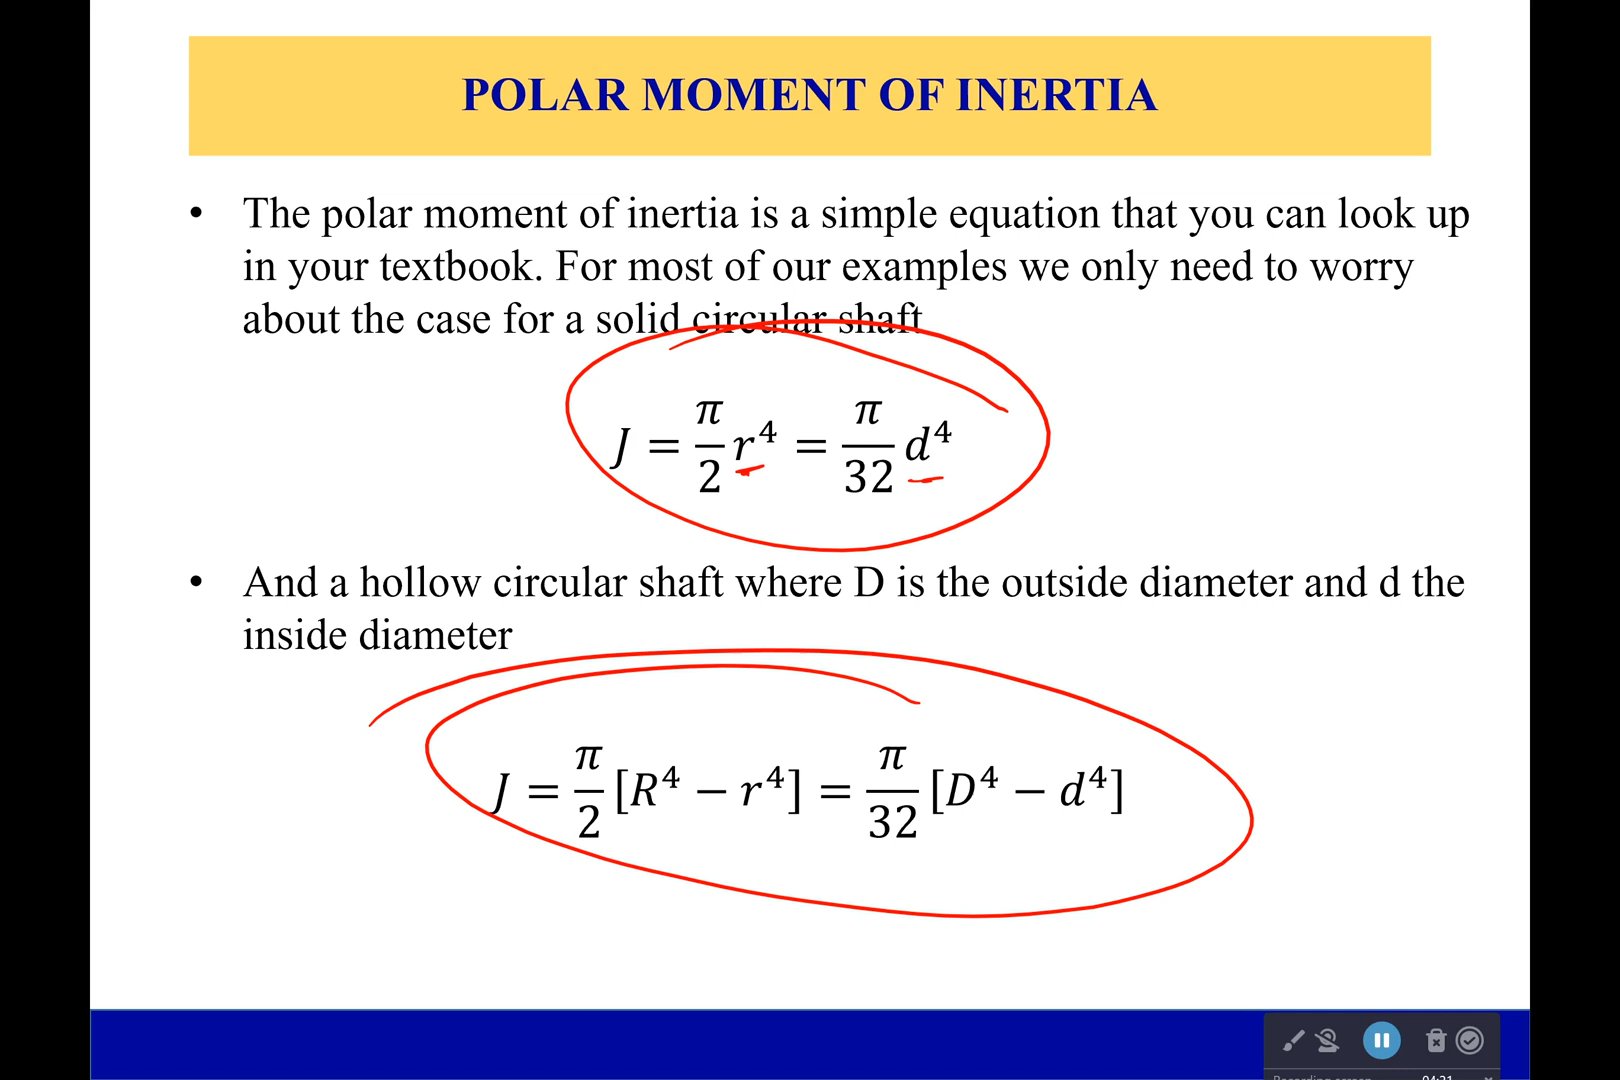 POLAR MOMENT OF INERTIA
• The polar moment of inertia is a simple equation that you can look up
in your textbook. For most of our examples we only need to worry
about the case for a solid circular shaft
J = π/2 r⁴ = π/32 d⁴
• And a hollow circular shaft where D is the outside diameter and d the
inside diameter
J = π/2 [R⁴ − r⁴] = π/32 [D⁴ − d⁴]